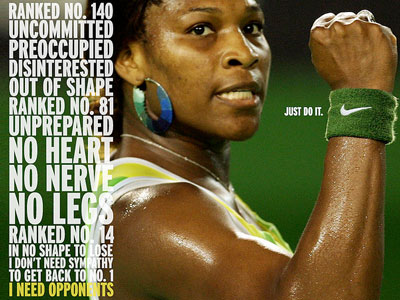 RANKED NO. 140
UNCOMMITTED
PREOCCUPIED
DISINTERESTED
OUT OF SHAPE
RANKED NO. 81
UNPREPARED
NO HEART
NO NERVE
NO LEGS
RANKED NO. 14
IN NO SHAPE TO LOSE
I DON'T NEED SYMPATHY
TO GET BACK TO NO. 1
I NEED OPPONENTS
JUST DO IT.